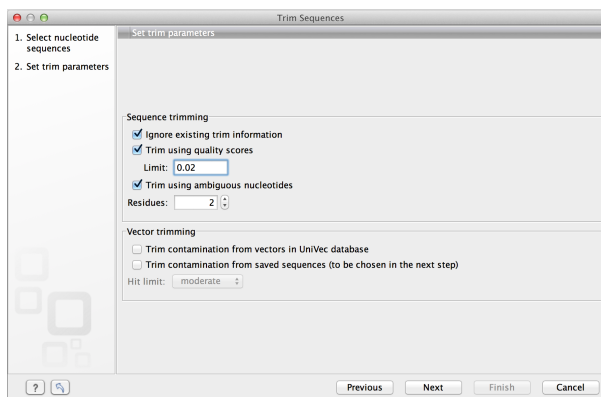 Trim Sequences
1. Select nucleotide
sequences
2. Set trim parameters
Set trim parameters
Sequence trimming
Ignore existing trim information
Trim using quality scores
Limit: 0.02
Trim using ambiguous nucleotides
Residues: 2
Vector trimming
Trim contamination from vectors in UniVec database
Trim contamination from saved sequences (to be chosen in the next step)
Hit limit: moderate
? Previous Next Finish Cancel